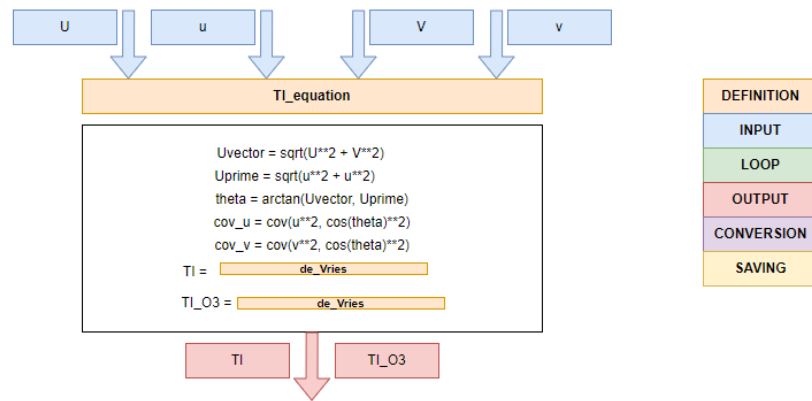 U
u
V
v
TI_equation
Uvector = sqrt(U**2 + V**2)
Uprime = sqrt(u**2 + u**2)
theta = arctan(Uvector, Uprime)
cov_u = cov(u**2, cos(theta)**2)
cov_v = cov(v**2, cos(theta)**2)
TI = de_Vries
TI_O3 = de_Vries
TI
TI_O3
DEFINITION
INPUT
LOOP
OUTPUT
CONVERSION
SAVING